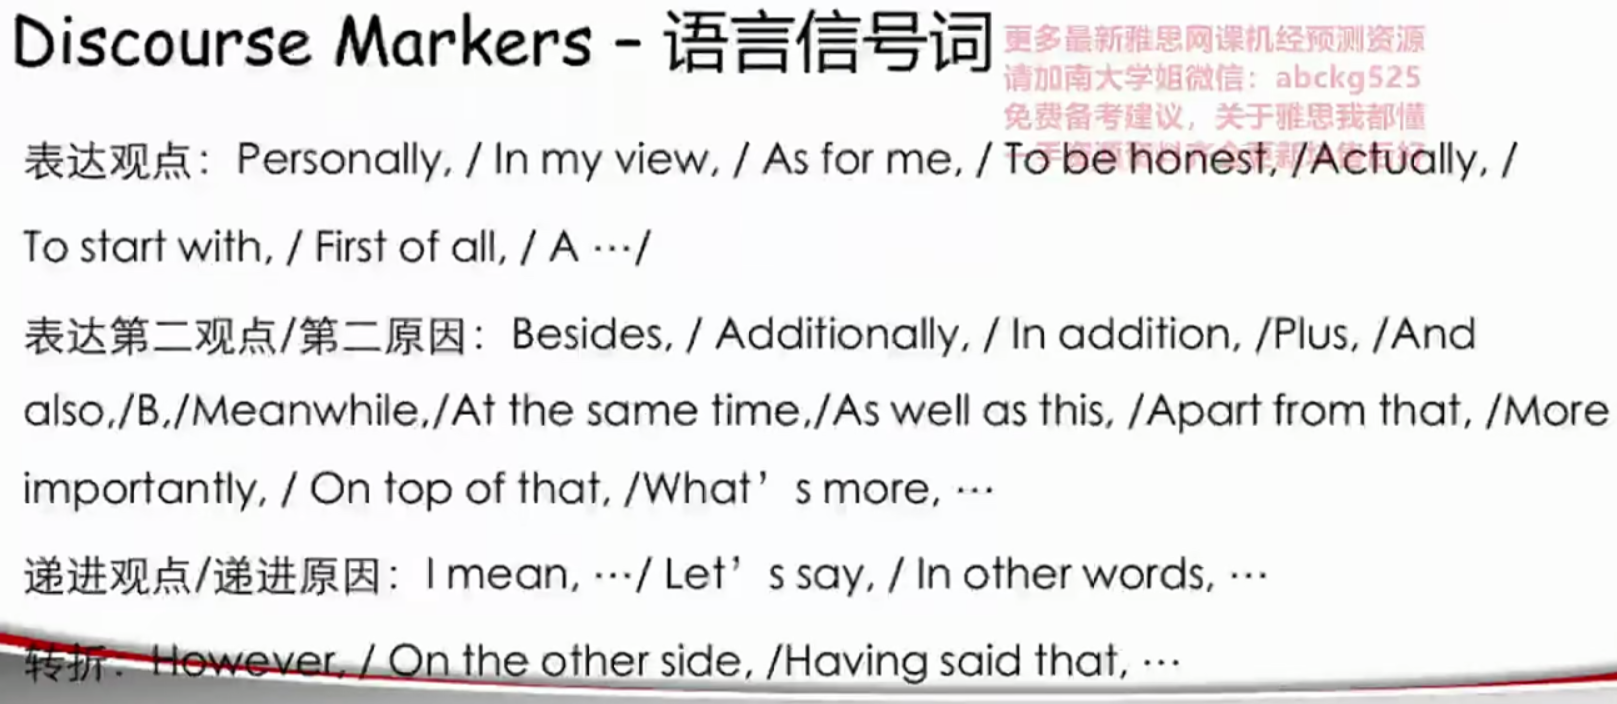 Discourse Markers – 语言信号词
更多最新雅思网课机经预测资源
请加南大学姐微信：abckg525
免费备考建议，关于雅思我都懂
表达观点：Personally, / In my view, / As for me, / To be honest, /Actually, /
To start with, / First of all, / A …/
表达第二观点/第二原因：Besides, / Additionally, / In addition, /Plus, /And
also,/B,/Meanwhile,/At the same time,/As well as this, /Apart from that, /More
importantly, / On top of that, /What’s more, …
递进观点/递进原因：I mean, …/ Let’s say, / In other words, …
转折：However, / On the other side, /Having said that, …